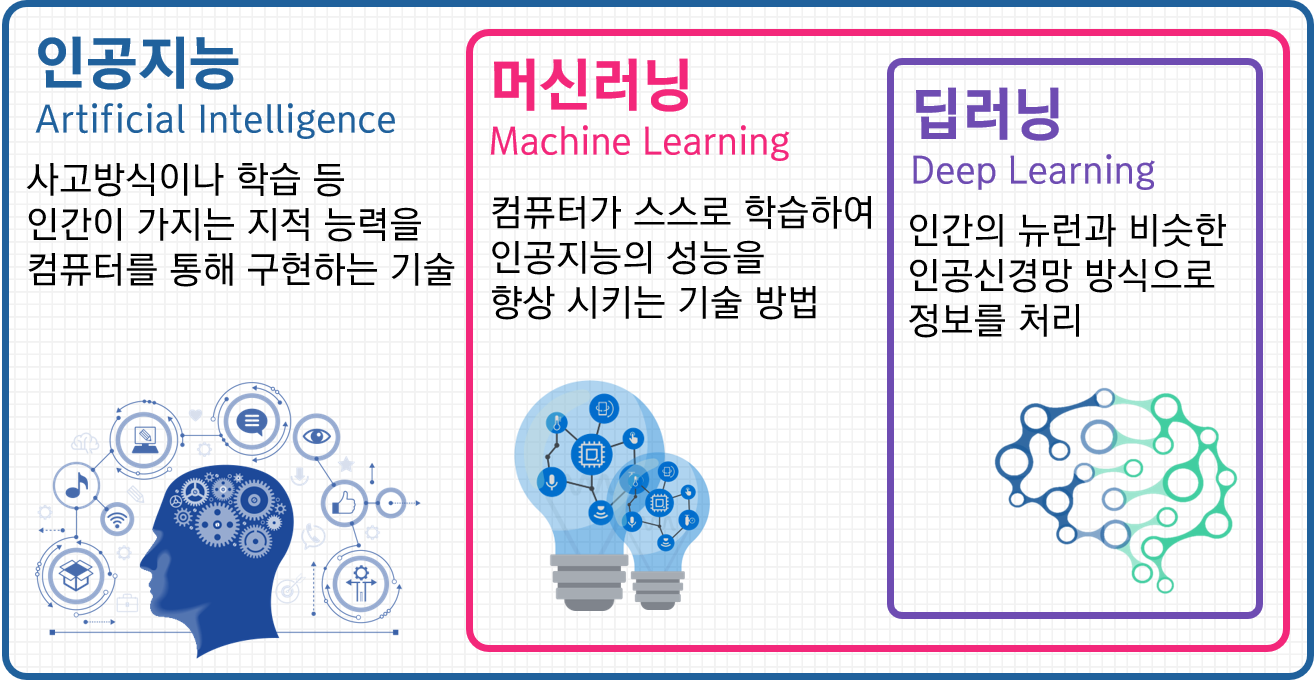 인공지능
Artificial Intelligence
사고방식이나 학습 등
인간이 가지는 지적 능력을
컴퓨터를 통해 구현하는 기술
머신러닝
Machine Learning
컴퓨터가 스스로 학습하여
인공지능의 성능을
향상 시키는 기술 방법
딥러닝
Deep Learning
인간의 뉴런과 비슷한
인공신경망 방식으로
정보를 처리